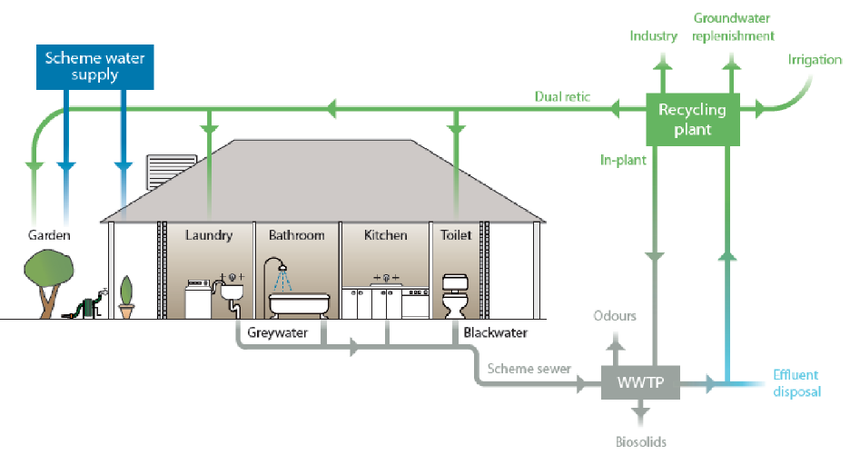 Groundwater
replenishment
Industry
Scheme water
supply
Irrigation
Dual retic
Recycling
plant
In-plant
Garden
Laundry
Bathroom
Kitchen
Toilet
Greywater
Blackwater
Odours
Scheme sewer
WWTP
Effluent
disposal
Biosolids